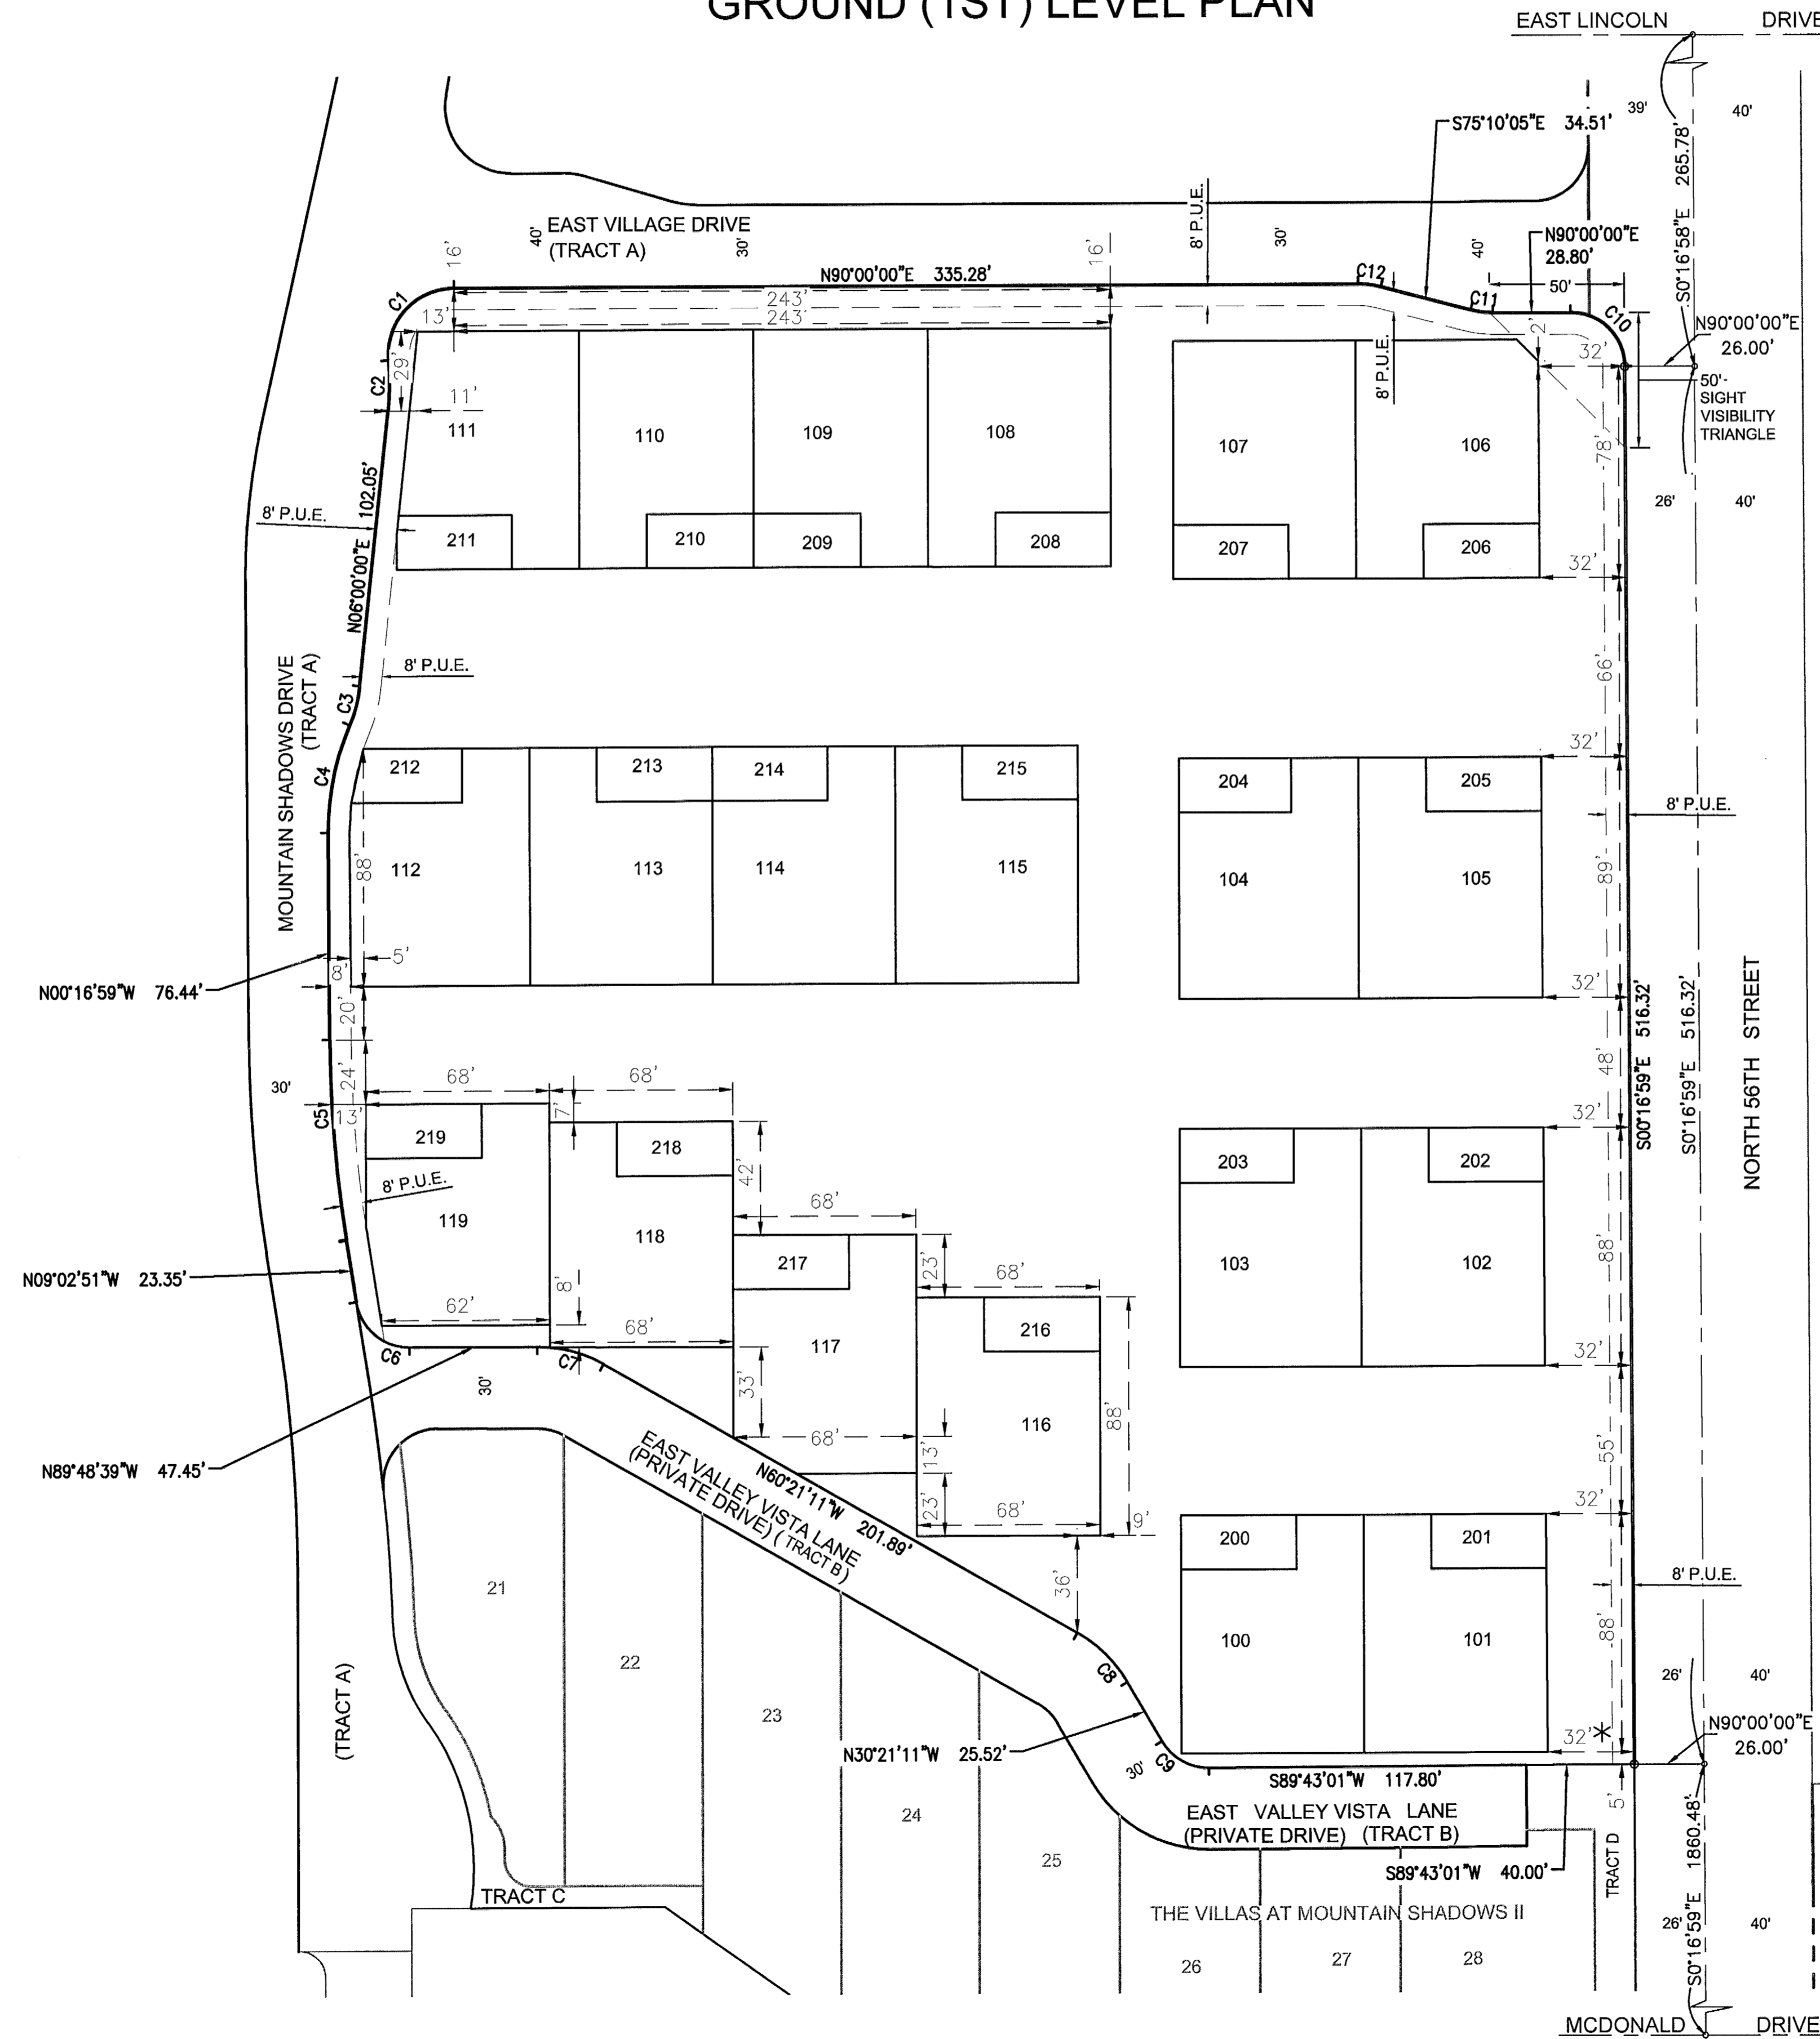 GROUND (1ST) LEVEL PLAN
EAST LINCOLN DRIVE
39'
40'
S0°16'58"E 265.78'
S75°10'05"E 34.51'
8' P.U.E.
EAST VILLAGE DRIVE
(TRACT A)
40'
30'
30'
40'
N90°00'00"E
28.80'
16'
16'
N90°00'00"E 335.28'
243'
243'
C12
C11
50'
C10
C1
13'
29'
C2
11'
2'
32'
N90°00'00"E
26.00'
50'-
SIGHT
VISIBILITY
TRIANGLE
8' P.U.E.
111
110
109
108
107
106
78'
N06°00'00"E 102.05'
8' P.U.E.
26'
40'
211
210
209
208
207
206
32'
8' P.U.E.
66'
C3
MOUNTAIN SHADOWS DRIVE
(TRACT A)
C4
32'
212
213
214
215
204
205
8' P.U.E.
88'
112
113
114
115
104
105
89'
N00°16'59"W 76.44'
8'
5'
32'
20'
S00°16'59"E 516.32'
S0°16'59"E 516.32'
NORTH 56TH STREET
24'
48'
30'
68'
68'
C5
13'
7'
32'
219
218
42'
203
202
8' P.U.E.
68'
119
118
217
23'
68'
103
102
88'
N09°02'51"W 23.35'
8'
62'
68'
216
C6
C7
117
33'
32'
30'
116
88'
N89°48'39"W 47.45'
68'
13'
55'
EAST VALLEY VISTA LANE
(PRIVATE DRIVE) (TRACT B)
N60°21'11"W 201.89'
23'
68'
9'
32'
200
201
36'
8' P.U.E.
21
22
23
100
101
88'
C8
26'
40'
(TRACT A)
N30°21'11"W 25.52'
C9
30'
32'*
N90°00'00"E
26.00'
S89°43'01"W 117.80'
5'
24
EAST VALLEY VISTA LANE
(PRIVATE DRIVE) (TRACT B)
25
S89°43'01"W 40.00'
TRACT D
S0°16'59"E 1860.48'
TRACT C
THE VILLAS AT MOUNTAIN SHADOWS II
26'
40'
26
27
28
MCDONALD DRIVE